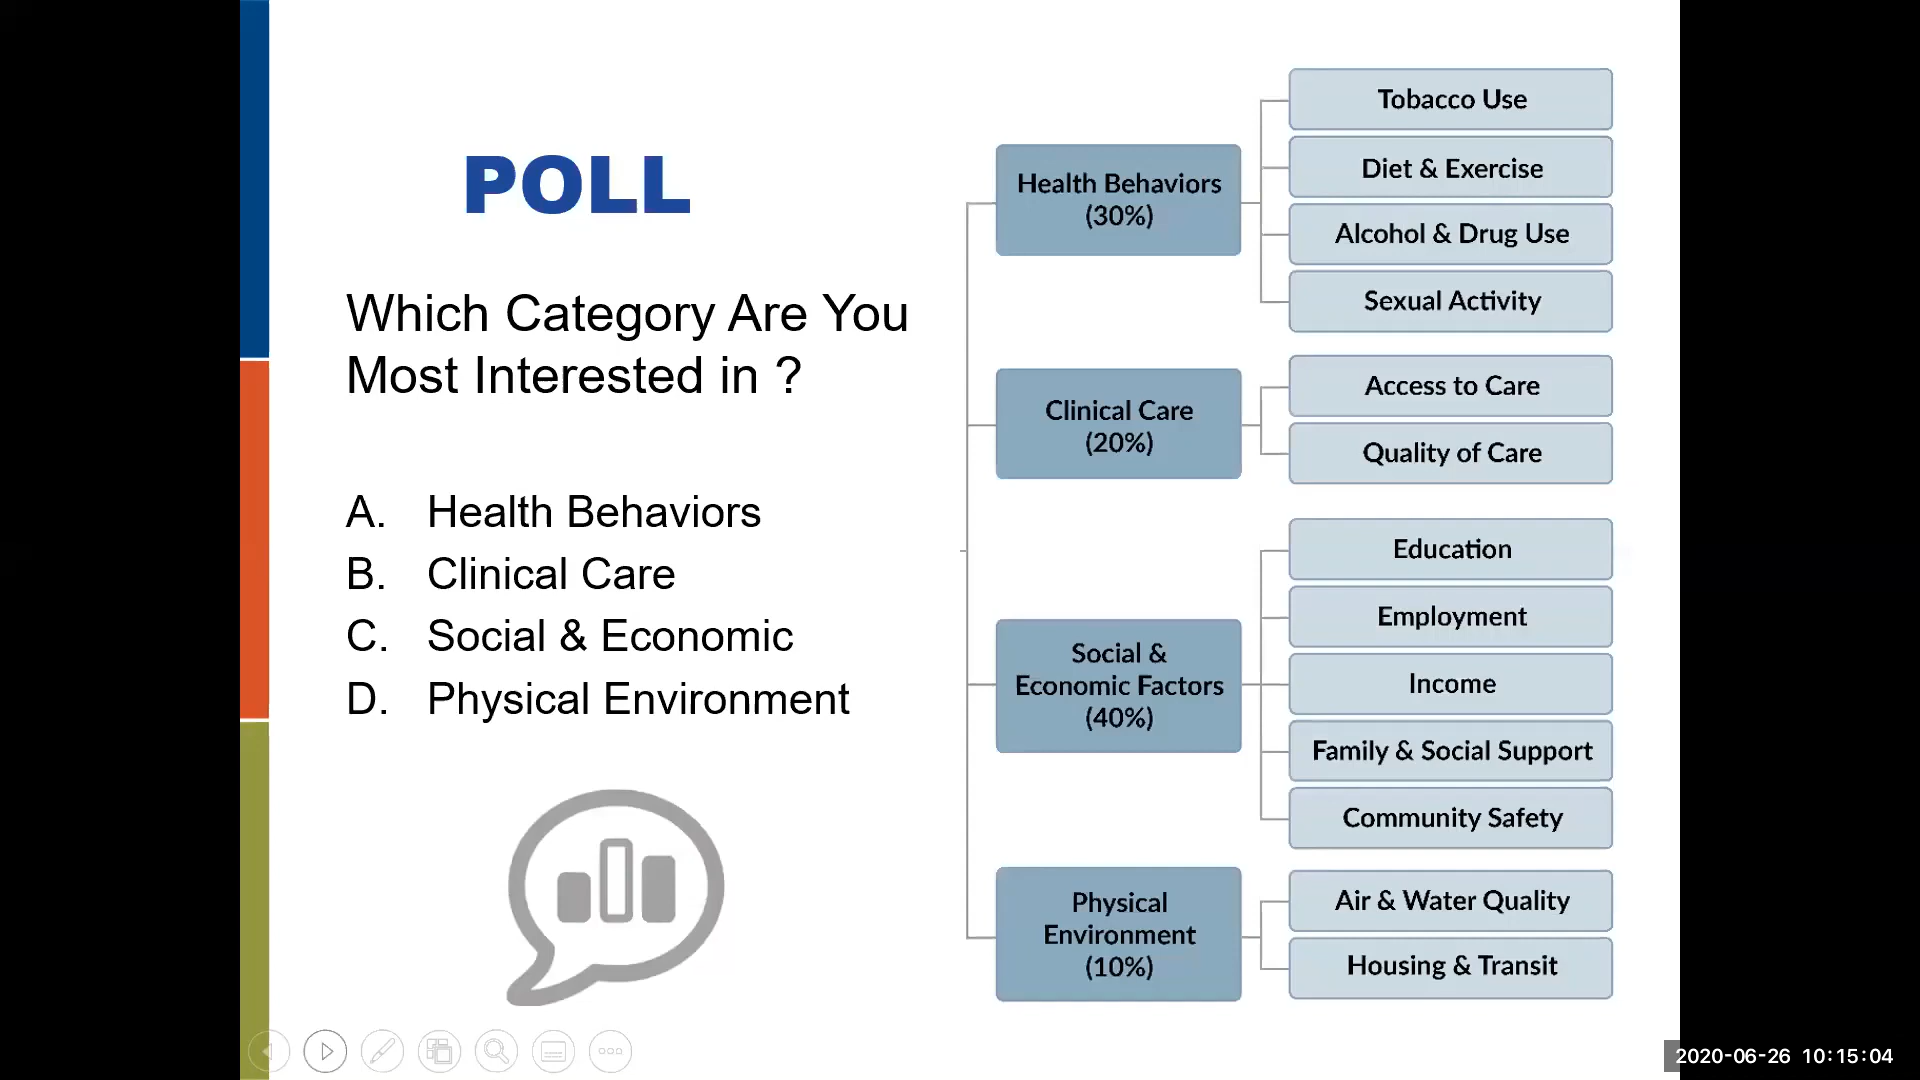 POLL
Which Category Are You
Most Interested in ?
A. Health Behaviors
B. Clinical Care
C. Social & Economic
D. Physical Environment
Health Behaviors
(30%)
Tobacco Use
Diet & Exercise
Alcohol & Drug Use
Sexual Activity
Clinical Care
(20%)
Access to Care
Quality of Care
Social &
Economic Factors
(40%)
Education
Employment
Income
Family & Social Support
Community Safety
Physical
Environment
(10%)
Air & Water Quality
Housing & Transit
2020-06-26 10:15:04